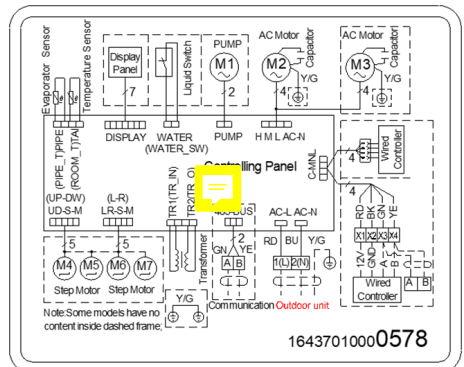 Evaporator Sensor
Temperature Sensor
Display
Panel
7
Liquid Switch
PUMP
M1
2
AC Motor
Capacitor
M2
Y/G
4
AC Motor
Capacitor
M3
Y/G
4
(PIPE_T)PIPE
(ROOM_T)TAI
DISPLAY
WATER
(WATER_SW)
PUMP
H M L AC-N
C-MNL
Wired
Controller
4
4
(UP-DW)
UD-S-M
(L-R)
LR-S-M
TR1(TR_IN)
TR2(TR_O)
Controlling Panel
AC-L AC-N
5
5
Transformer
GN
2
YE
A B
RD
BU
Y/G
1(L) 2(N)
RD
BK
GN
YE
X1 X2 X3 X4
12V
GND
A
B
A B
Wired
Controller
M4
M5
M6
M7
Step Motor
Step Motor
Y/G
Communication
Outdoor unit
Note:Some models have no
content inside dashed frame;
16437010000578